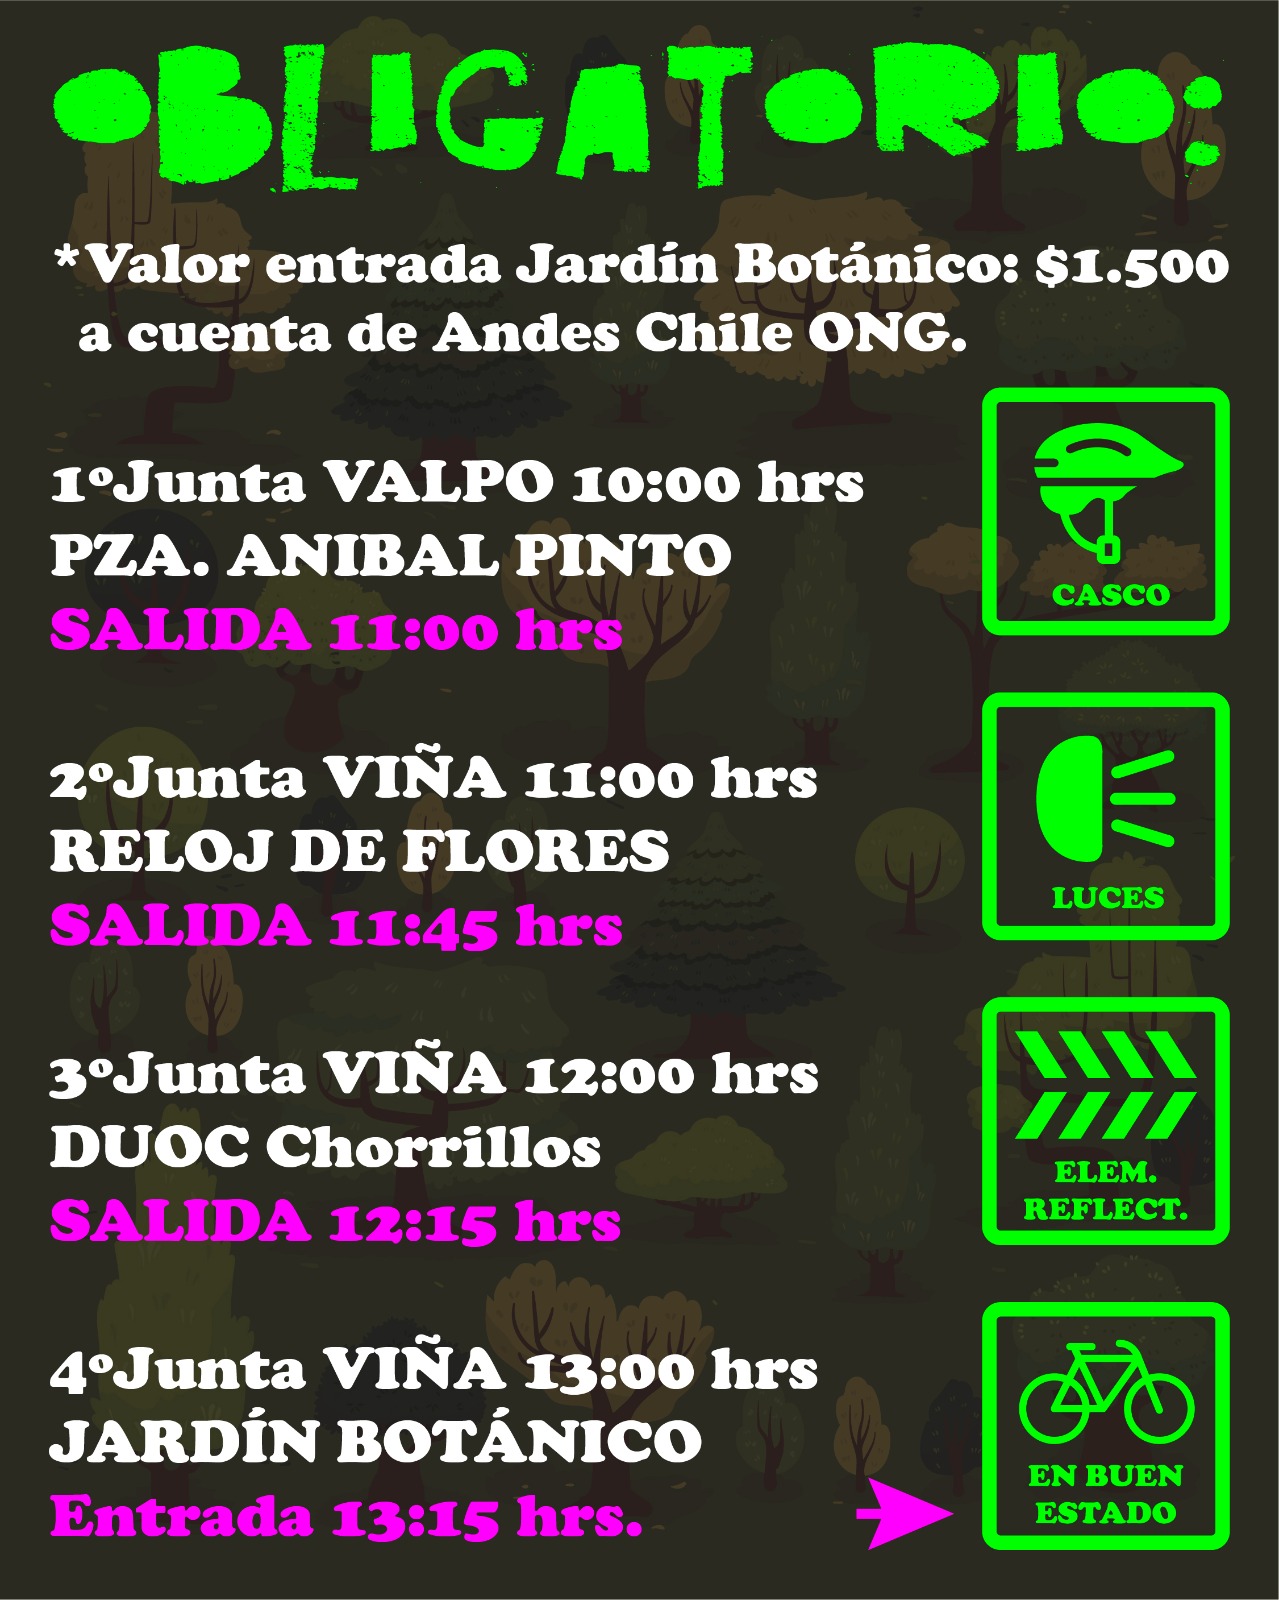 OBLIGATORIO:
*Valor entrada Jardín Botánico: $1.500
a cuenta de Andes Chile ONG.
1ºJunta VALPO 10:00 hrs
PZA. ANIBAL PINTO
SALIDA 11:00 hrs
CASCO
2ºJunta VIÑA 11:00 hrs
RELOJ DE FLORES
SALIDA 11:45 hrs
LUCES
3ºJunta VIÑA 12:00 hrs
DUOC Chorrillos
SALIDA 12:15 hrs
ELEM.
REFLECT.
4ºJunta VIÑA 13:00 hrs
JARDÍN BOTÁNICO
Entrada 13:15 hrs.
EN BUEN
ESTADO